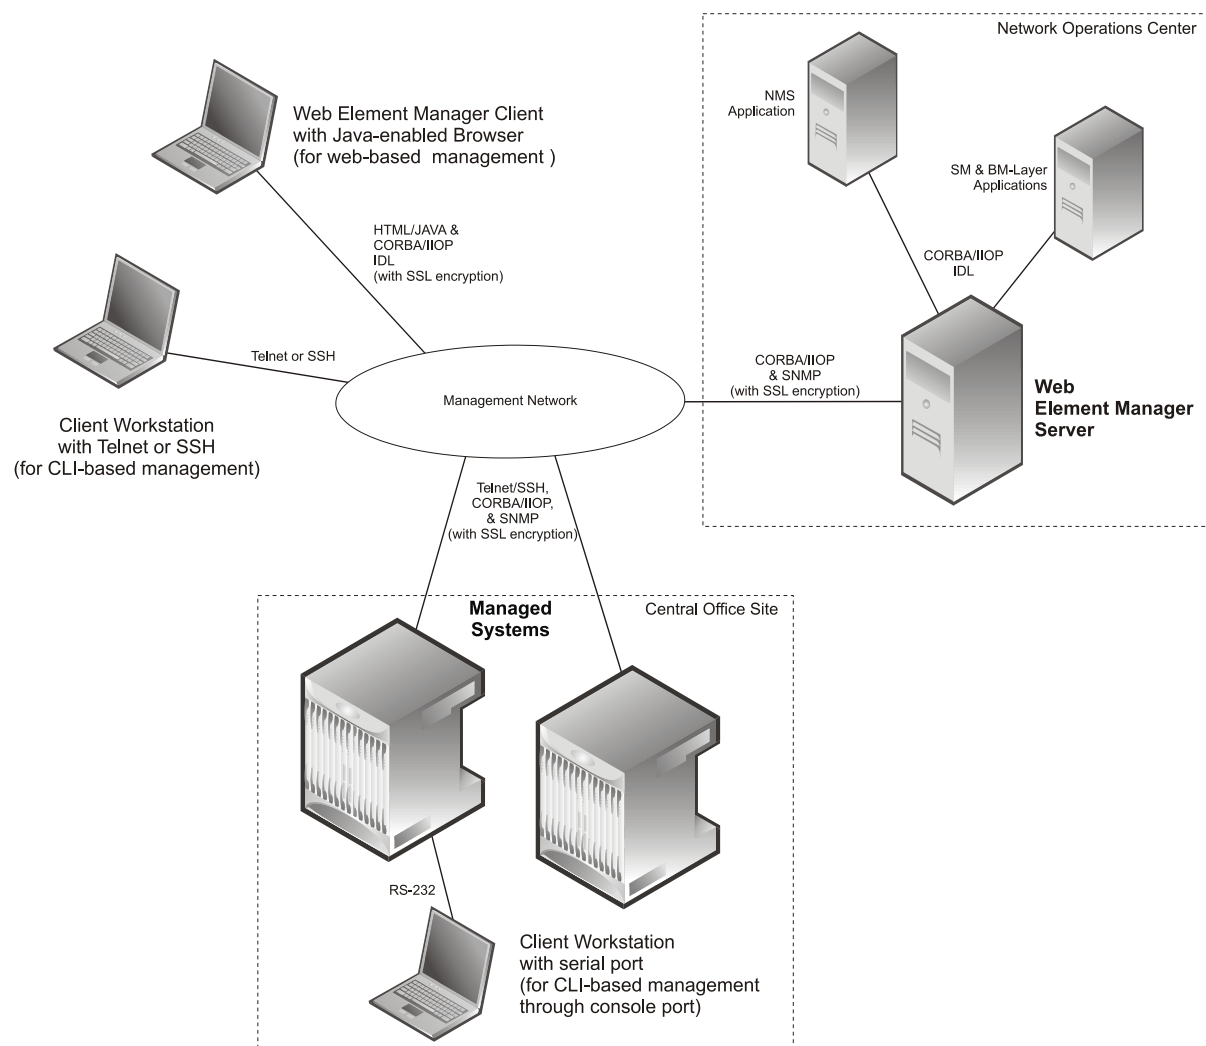 Network Operations Center
NMS
Application
Web Element Manager Client
with Java-enabled Browser
(for web-based  management )
SM & BM-Layer
Applications
HTML/JAVA &
CORBA/IIOP
IDL
(with SSL encryption)
CORBA/IIOP
IDL
Telnet or SSH
CORBA/IIOP
& SNMP
(with SSL encryption)
Management Network
Web
Element Manager
Server
Client Workstation
with Telnet or SSH
(for CLI-based management)
Telnet/SSH,
CORBA/IIOP,
& SNMP
(with SSL encryption)
Managed
Systems
Central Office Site
RS-232
Client Workstation
with serial port
(for CLI-based management
through console port)